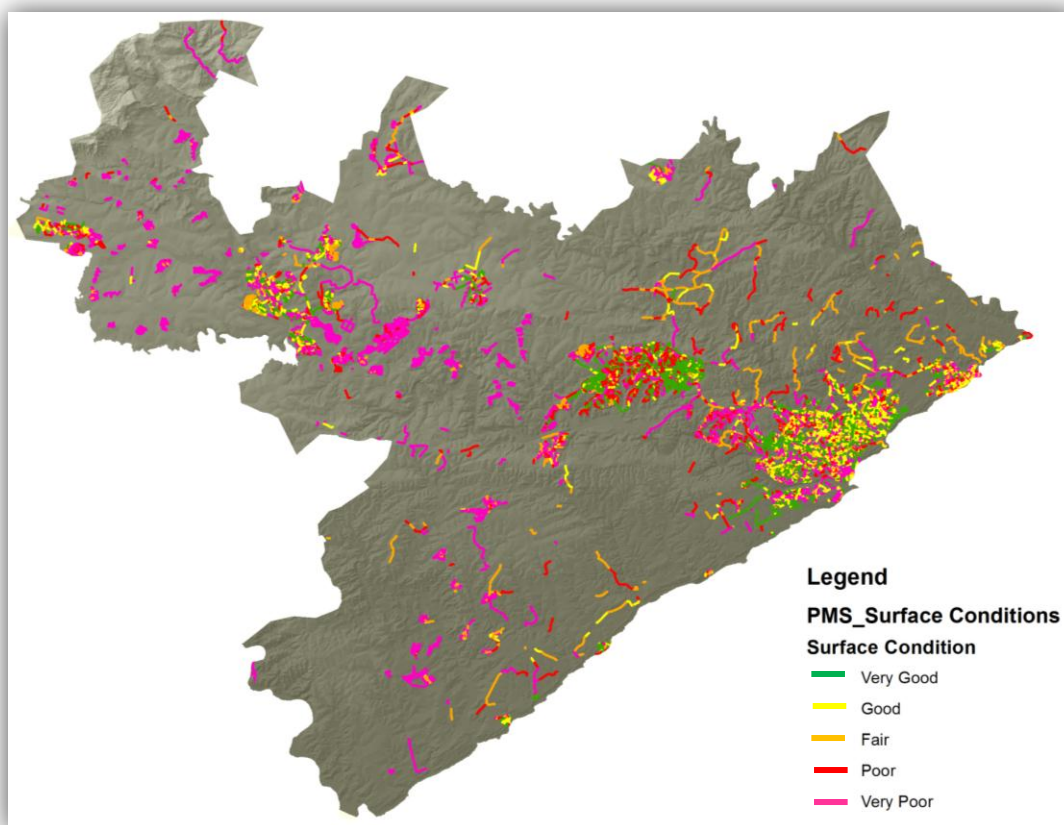 Legend
PMS_Surface Conditions
Surface Condition
Very Good
Good
Fair
Poor
Very Poor